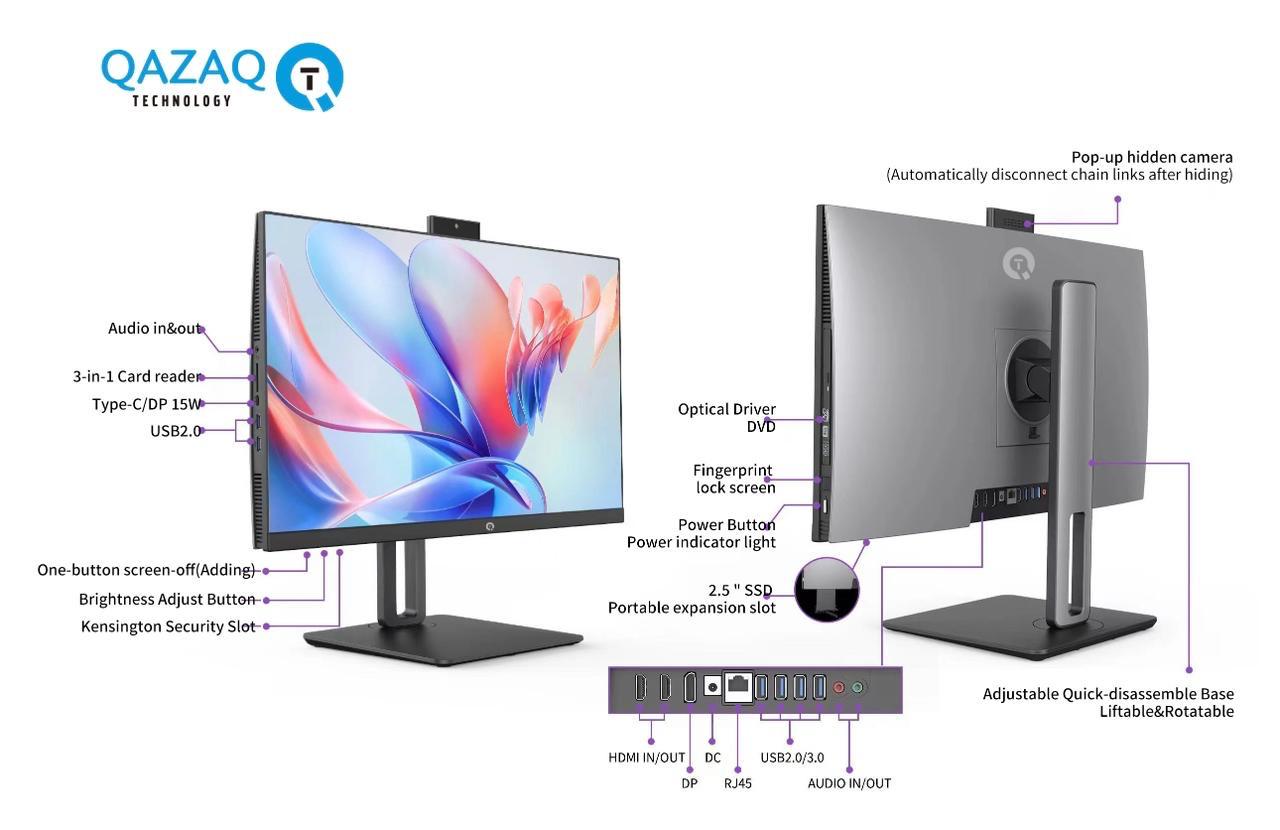 QAZAQ
TECHNOLOGY
T
Pop-up hidden camera
(Automatically disconnect chain links after hiding)
T
Audio in&out
3-in-1 Card reader
Type-C/DP 15W
USB2.0
Optical Driver
DVD
Fingerprint
lock screen
Power Button
Power indicator light
One-button screen-off(Adding)
Brightness Adjust Button
Kensington Security Slot
2.5 " SSD
Portable expansion slot
Adjustable Quick-disassemble Base
Liftable&Rotatable
HDMI IN/OUT
DC
USB2.0/3.0
DP
RJ45
AUDIO IN/OUT